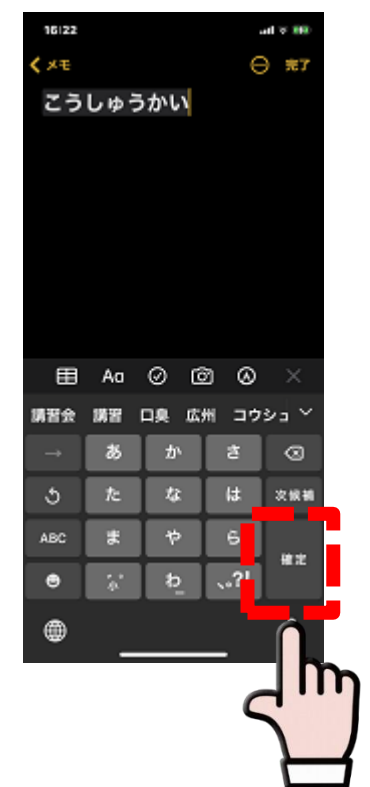 16:22
メモ 完了
こうしゅうかい
Aa
講習会 講習 口臭 広州 コウシュ
→ あ か さ
た な は 次候補
ABC ま や ら
小 わ 、。?! 確定